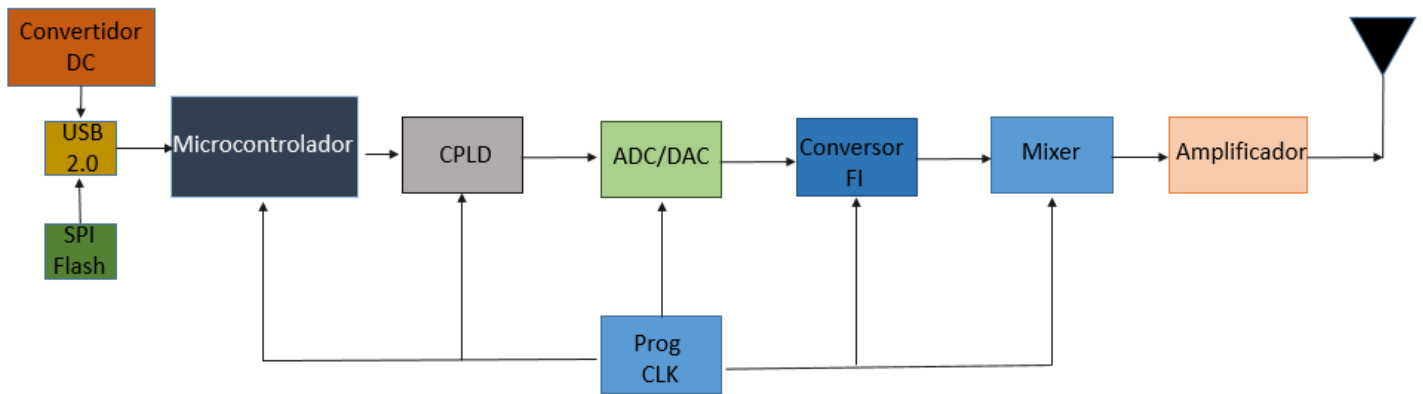 Convertidor
DC
USB
2.0
SPI
Flash
Microcontrolador
CPLD
ADC/DAC
Conversor
FI
Mixer
Amplificador
Prog
CLK